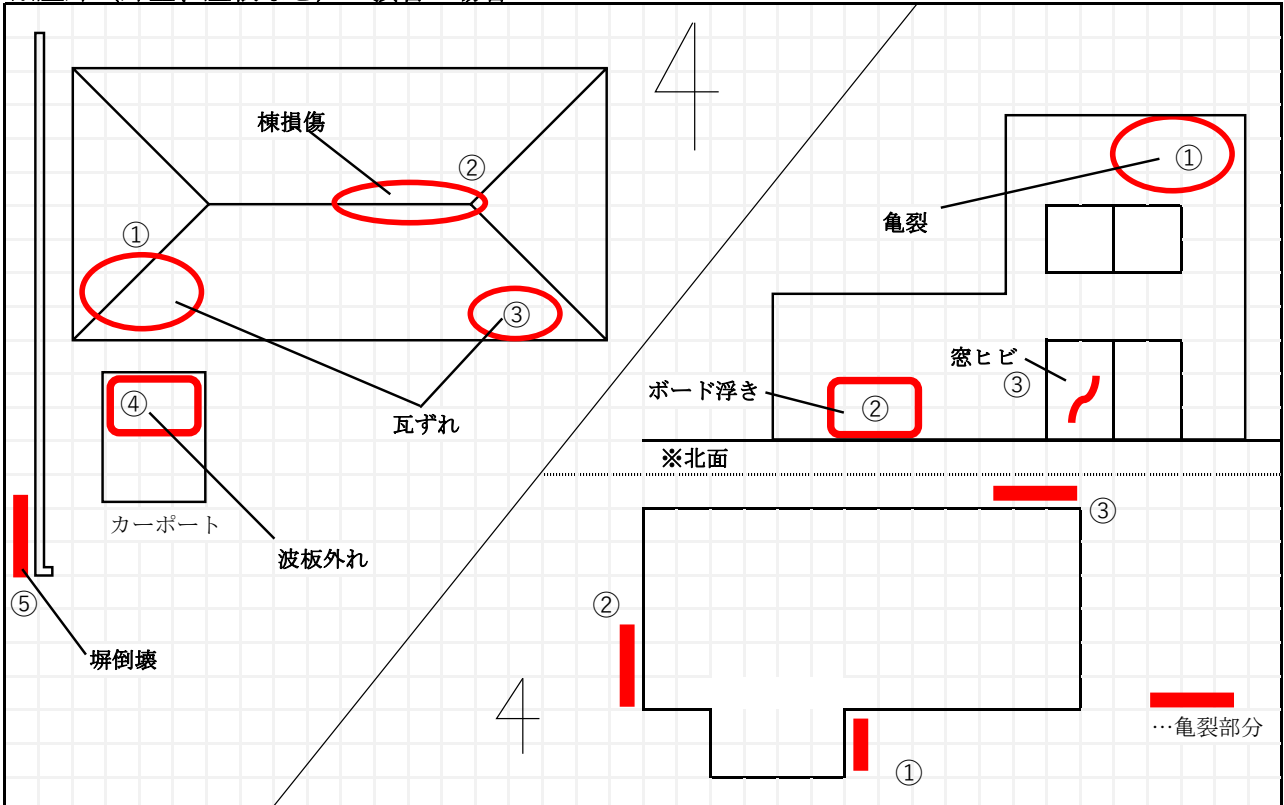 棟損傷
②
①
③
④
瓦ずれ
カーポート
波板外れ
⑤
塀倒壊
①
亀裂
窓ヒビ
③
ボード浮き
②
※北面
③
②
…亀裂部分
①